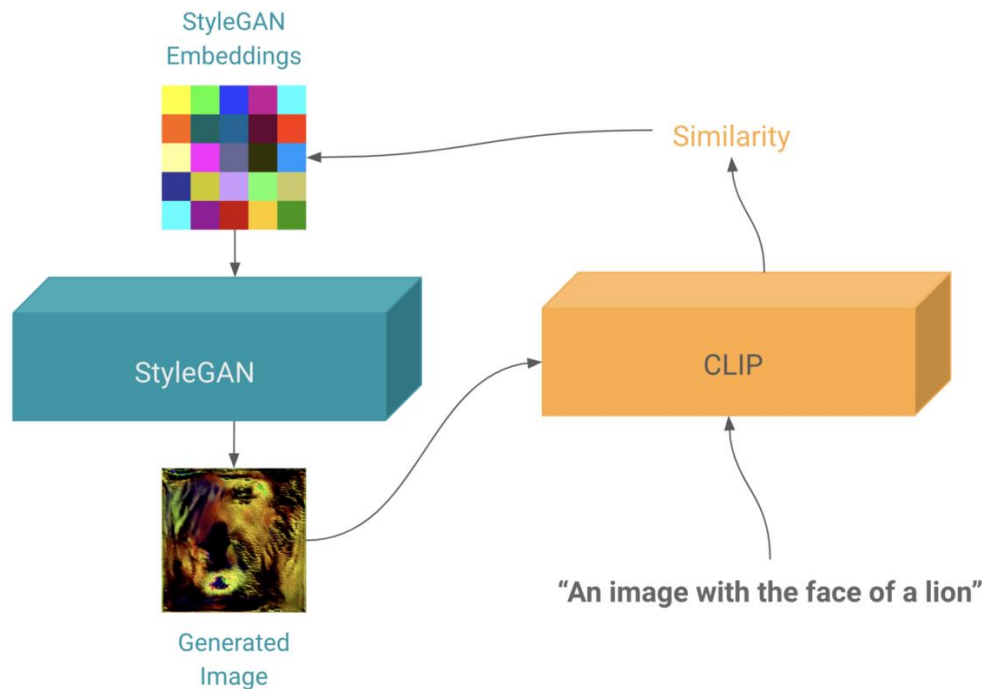 StyleGAN
Embeddings
Similarity
StyleGAN
CLIP
“An image with the face of a lion”
Generated
Image